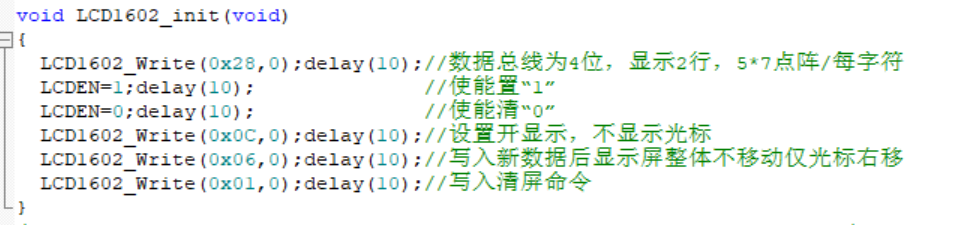 void LCD1602_init(void)
{
LCD1602_Write(0x28,0);delay(10);//数据总线为4位，显示2行，5*7点阵/每字符
LCDEN=1;delay(10); //使能置“1”
LCDEN=0;delay(10); //使能清“0”
LCD1602_Write(0x0C,0);delay(10);//设置开显示，不显示光标
LCD1602_Write(0x06,0);delay(10);//写入新数据后显示屏整体不移动仅光标右移
LCD1602_Write(0x01,0);delay(10);//写入清屏命令
}